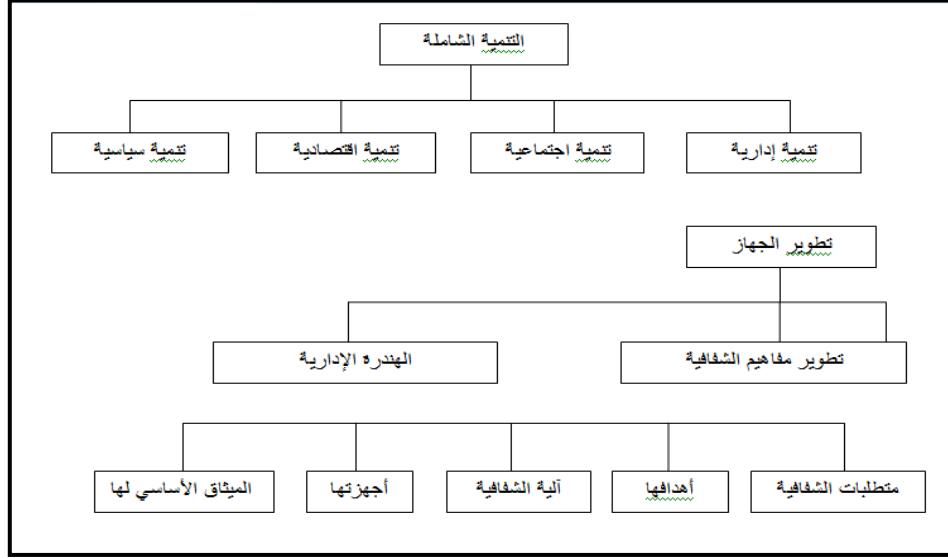 التنمية الشاملة
تنمية إدارية
تنمية اجتماعية
تنمية اقتصادية
تنمية سياسية
تطوير الجهاز
تطوير مفاهيم الشفافية
الهندرة الإدارية
متطلبات الشفافية
أهدافها
آلية الشفافية
أجهزتها
الميثاق الأساسي لها